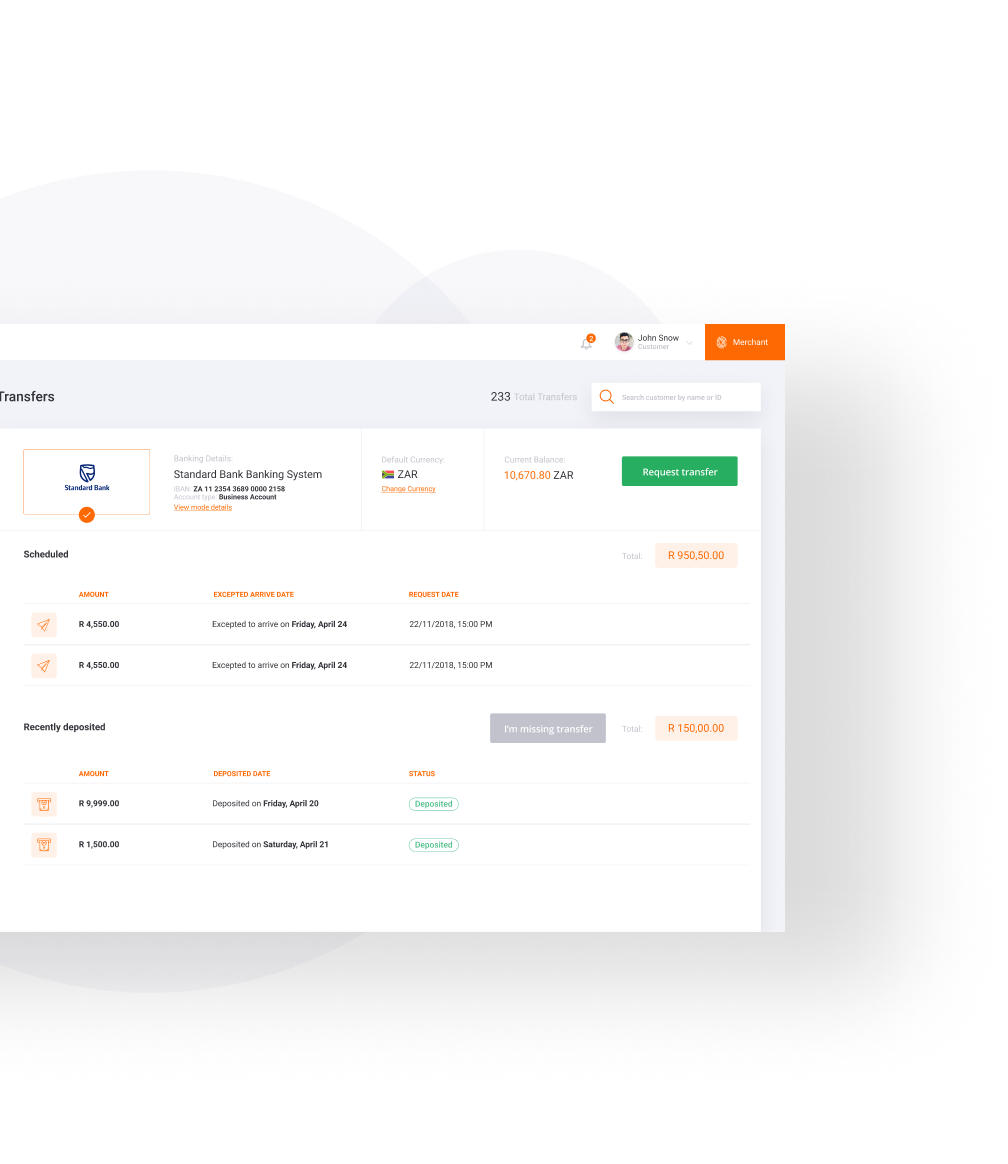 2
John Snow
Customer
Merchant
Transfers
233 Total Transfers
Search customer by name or ID
Standard Bank
Banking Details:
Standard Bank Banking System
IBAN: ZA 11 2354 3689 0000 2158
Account type: Business Account
View mode details
Default Currency:
ZAR
Change Currency
Current Balance:
10,670.80 ZAR
Request transfer
Scheduled
Total: R 950,50.00
AMOUNT EXCEPTED ARRIVE DATE REQUEST DATE
R 4,550.00 Excepted to arrive on Friday, April 24 22/11/2018, 15:00 PM
R 4,550.00 Excepted to arrive on Friday, April 24 22/11/2018, 15:00 PM
Recently deposited
I'm missing transfer
Total: R 150,00.00
AMOUNT DEPOSITED DATE STATUS
R 9,999.00 Deposited on Friday, April 20 Deposited
R 1,500.00 Deposited on Saturday, April 21 Deposited